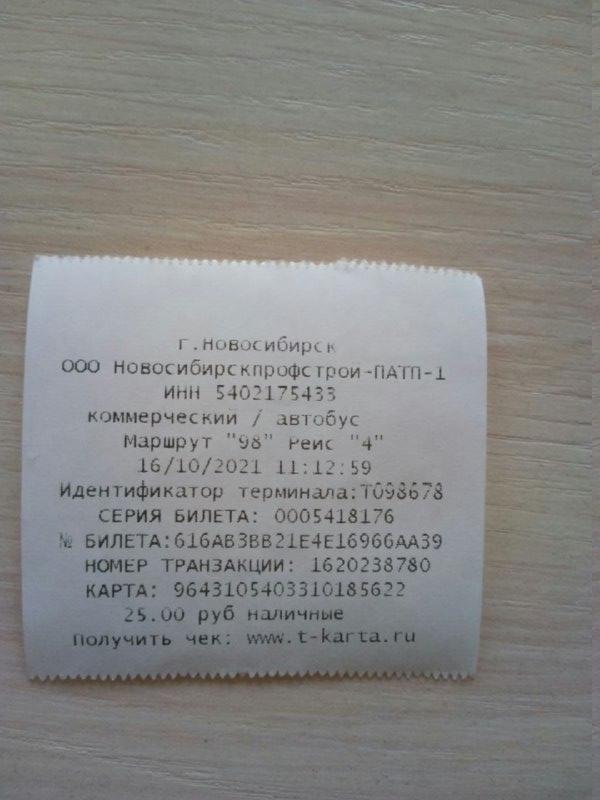 г.Новосибирск
ООО Новосибирскпрофстрой-ПАТП-1
ИНН 5402175433
коммерческий / автобус
Маршрут "98" Рейс "4"
16/10/2021 11:12:59
Идентификатор терминала:T098678
СЕРИЯ БИЛЕТА: 0005418176
№ БИЛЕТА:616AB3BB21E4E16966AA39
НОМЕР ТРАНЗАКЦИИ: 1620238780
КАРТА: 9643105403310185622
25.00 руб наличные
Получить чек: www.t-karta.ru